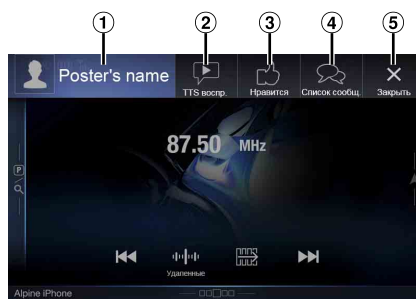 1 2 3 4 5
Poster's name
TTS воспр. Нравится Список сообщ. Закрыть
87.50 MHz
P
Удаленные
Alpine iPhone